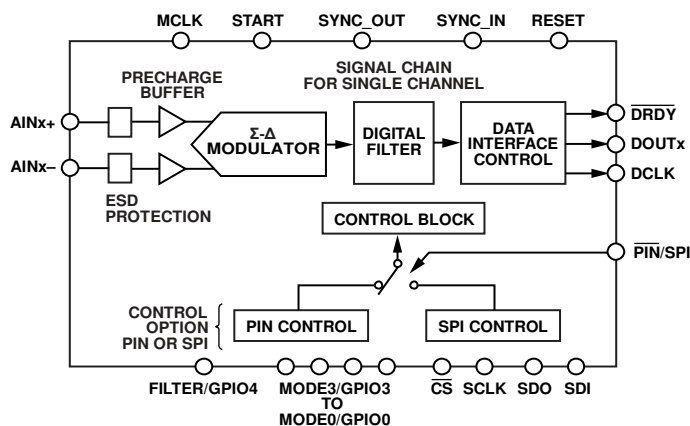 MCLK START SYNC_OUT SYNC_IN RESET
PRECHARGE
BUFFER
SIGNAL CHAIN
FOR SINGLE CHANNEL
AINx+
AINx–
Σ-Δ
MODULATOR
DIGITAL
FILTER
DATA
INTERFACE
CONTROL
DRDY
DOUTx
DCLK
ESD
PROTECTION
CONTROL BLOCK
PIN/SPI
CONTROL
OPTION
PIN OR SPI
PIN CONTROL
SPI CONTROL
FILTER/GPIO4
MODE3/GPIO3
TO
MODE0/GPIO0
CS SCLK SDO SDI